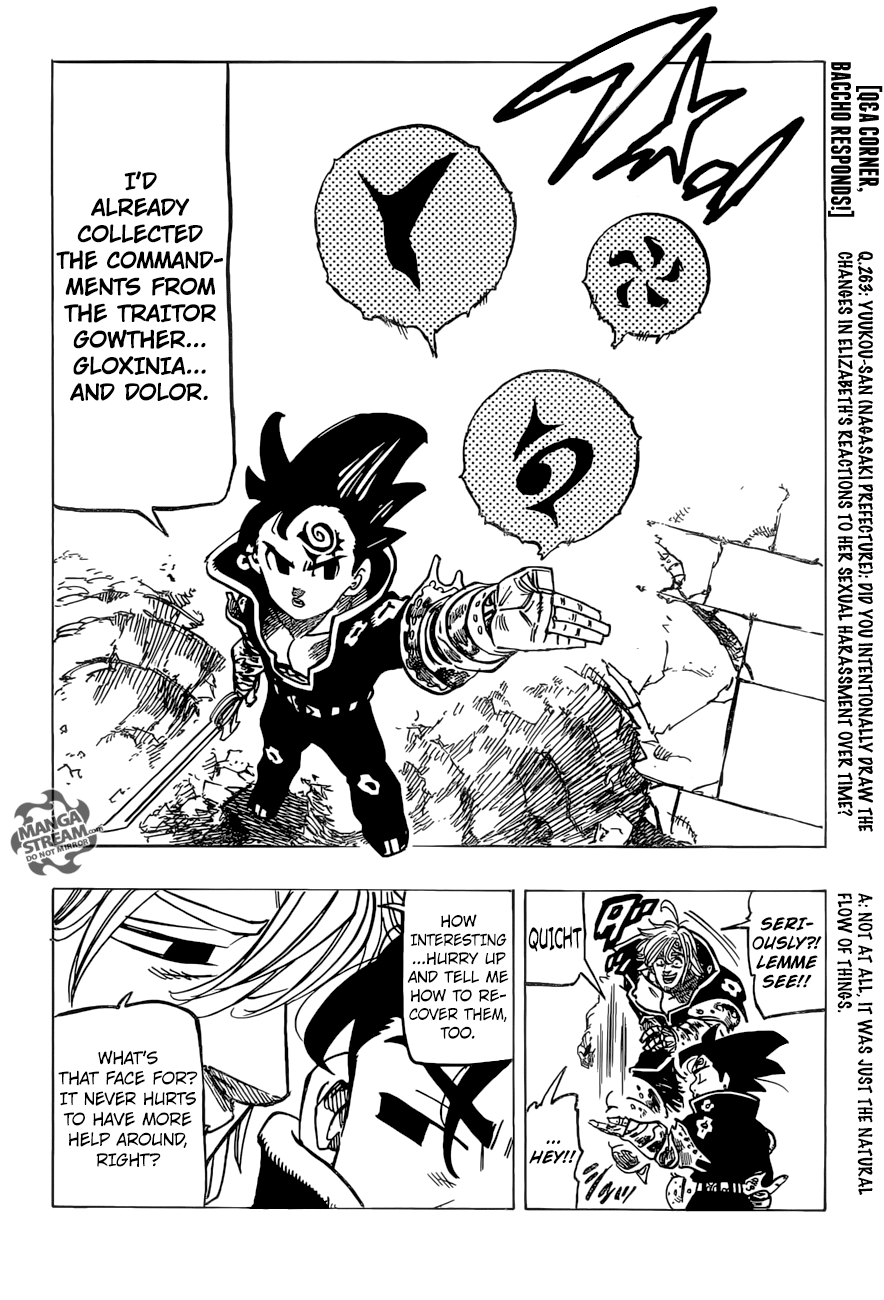 [Q&A CORNER,
BACCHO RESPONDS!]
Q.263: YUUKOU-SAN (NAGASAKI PREFECTURE): DID YOU INTENTIONALLY DRAW THE
CHANGES IN ELIZABETH'S REACTIONS TO HER SEXUAL HARASSMENT OVER TIME?
A: NOT AT ALL, IT WAS JUST THE NATURAL
FLOW OF THINGS.
I'D
ALREADY
COLLECTED
THE COMMAND-
MENTS FROM
THE TRAITOR
GOWTHER...
GLOXINIA...
AND DOLOR.
MANGA
STREAM.com
DO NOT MIRROR
SERI-
OUSLY?!
LEMME
SEE!!
QUICHT
...
HEY!!
HOW
INTERESTING
...HURRY UP
AND TELL ME
HOW TO RE-
COVER THEM,
TOO.
WHAT'S
THAT FACE FOR?
IT NEVER HURTS
TO HAVE MORE
HELP AROUND,
RIGHT?